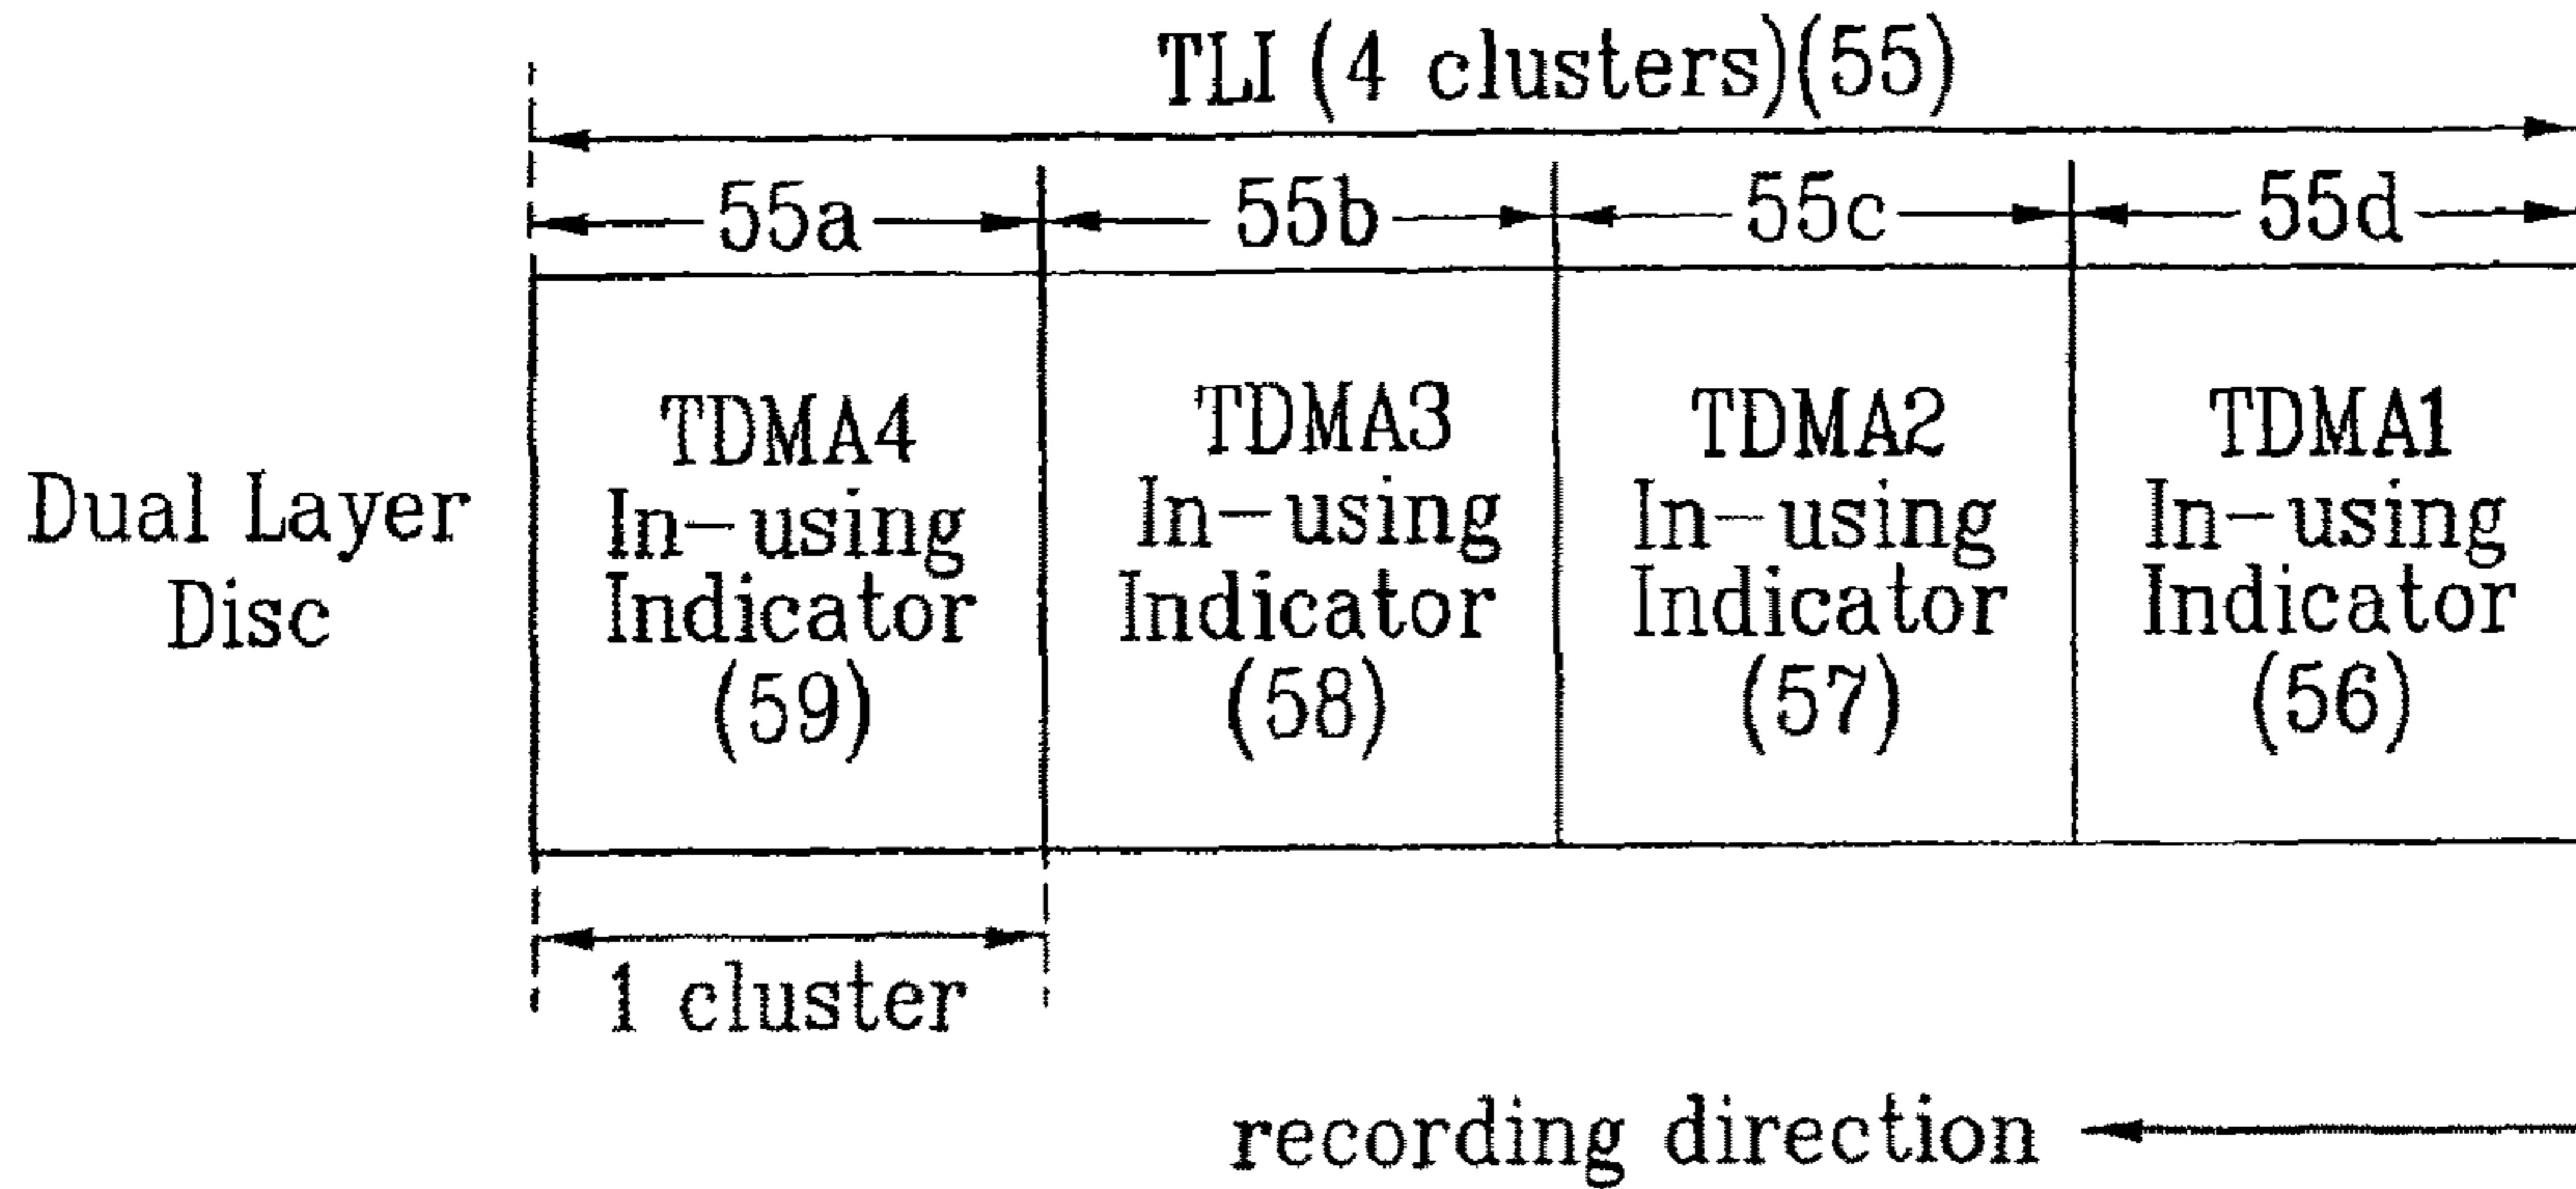 TLI (4 clusters)(55)
55a 55b 55c 55d
Dual Layer
Disc
TDMA4
In-using
Indicator
(59)
TDMA3
In-using
Indicator
(58)
TDMA2
In-using
Indicator
(57)
TDMA1
In-using
Indicator
(56)
1 cluster
recording direction